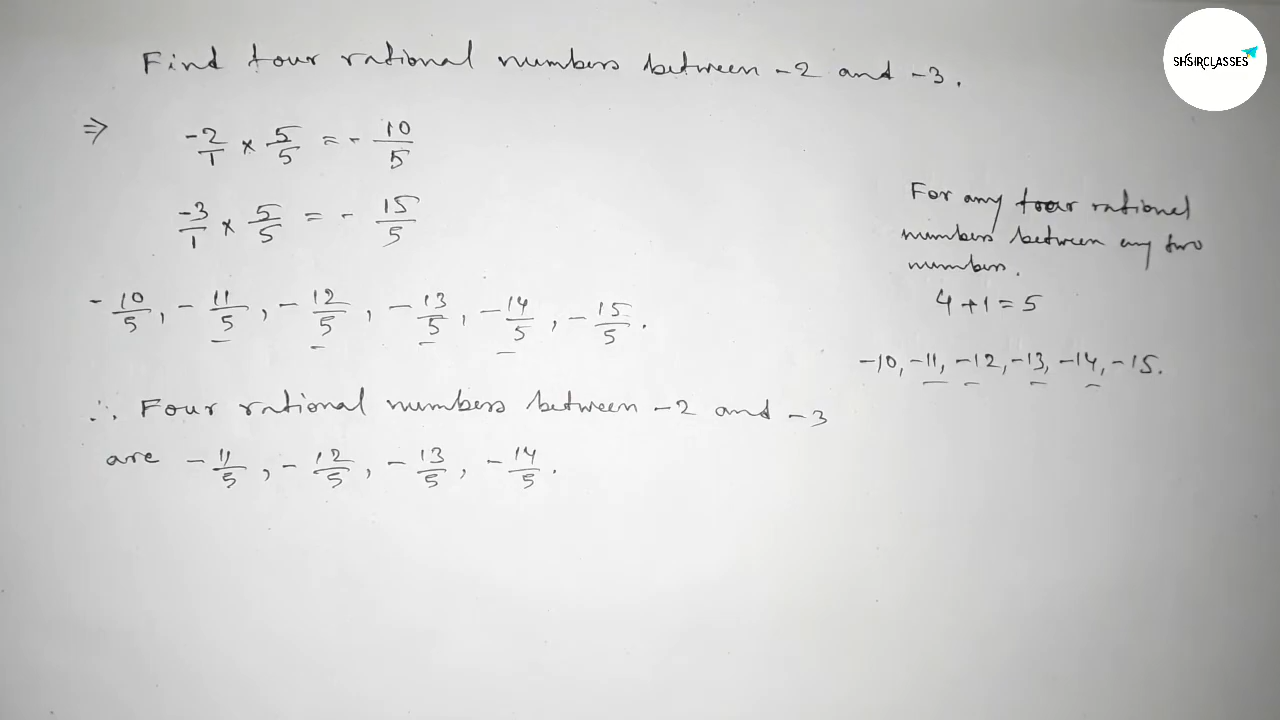 Find four rational numbers between -2 and -3.
SHSIRCLASSES
⇒ -2/1 × 5/5 = - 10/5
-3/1 × 5/5 = - 15/5
For any four rational
numbers between any two
numbers.
4+1=5
- 10/5, - 11/5, - 12/5, - 13/5, - 14/5, - 15/5.
-10, -11, -12, -13, -14, -15.
∴ Four rational numbers between -2 and -3
are - 11/5, - 12/5, - 13/5, - 14/5.